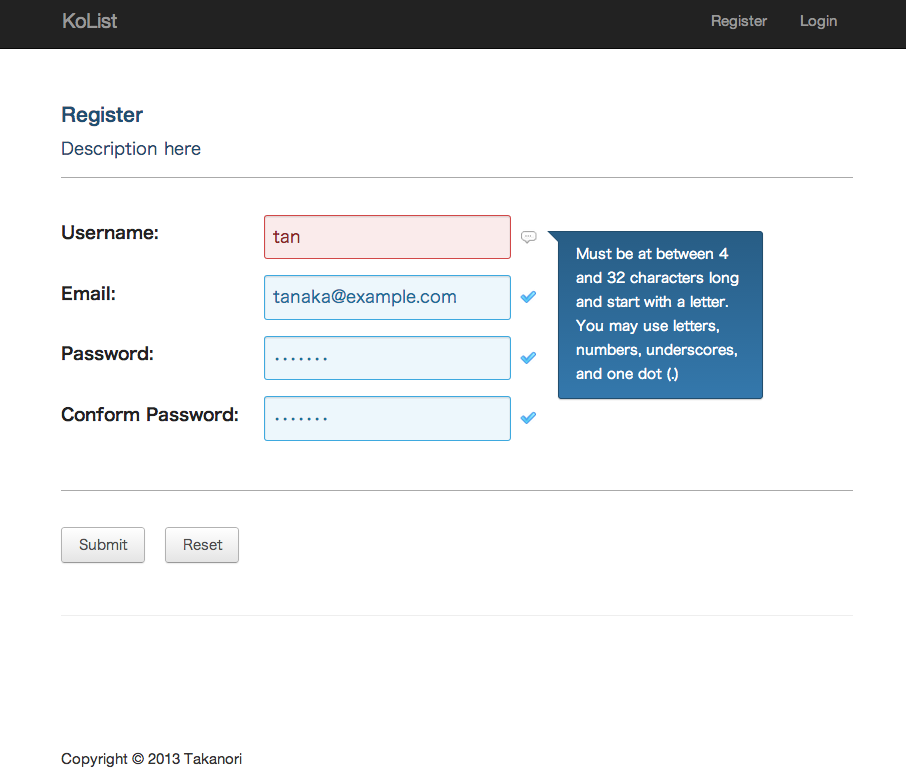 KoList Register Login
Register
Description here
Username: tan
Must be at between 4
and 32 characters long
and start with a letter.
You may use letters,
numbers, underscores,
and one dot (.)
Email: tanaka@example.com
Password: ·······
Conform Password: ·······
Submit Reset
Copyright © 2013 Takanori